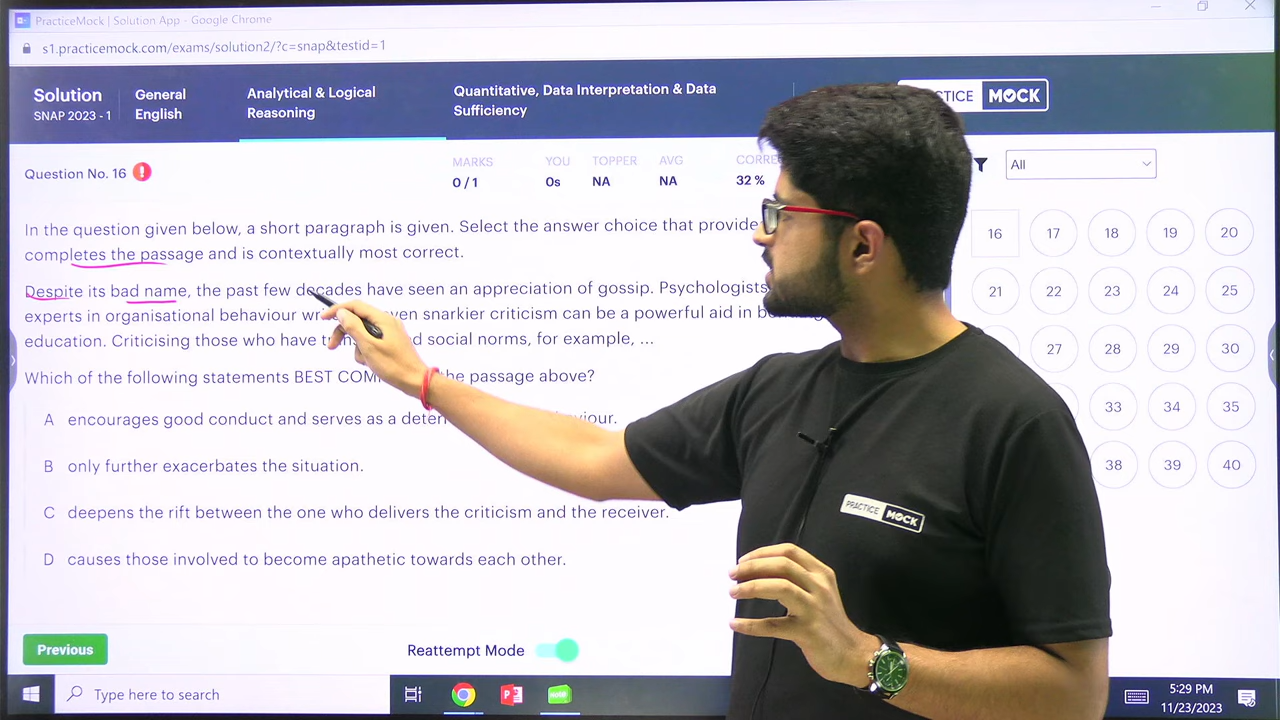 PracticeMock | Solution App - Google Chrome
s1.practicemock.com/exams/solution2/?c=snap&testid=1
Solution
SNAP 2023 - 1
General English
Analytical & Logical Reasoning
Quantitative, Data Interpretation & Data Sufficiency
CTICE MOCK
Question No. 16
MARKS YOU TOPPER AVG CORRE
0 / 1 0s NA NA 32 %
All
In the question given below, a short paragraph is given. Select the answer choice that provide
completes the passage and is contextually most correct.
Despite its bad name, the past few decades have seen an appreciation of gossip. Psychologists
experts in organisational behaviour even snarkier criticism can be a powerful aid in
education. Criticising those who have social norms, for example, ...
Which of the following statements BEST the passage above?
A encourages good conduct and serves as a
B only further exacerbates the situation.
C deepens the rift between the one who delivers the criticism and the receiver.
D causes those involved to become apathetic towards each other.
16 17 18 19 20
21 22 23 24 25
27 28 29 30
33 34 35
38 39 40
PRACTICE MOCK
Previous
Reattempt Mode
Type here to search
5:29 PM
11/23/2023